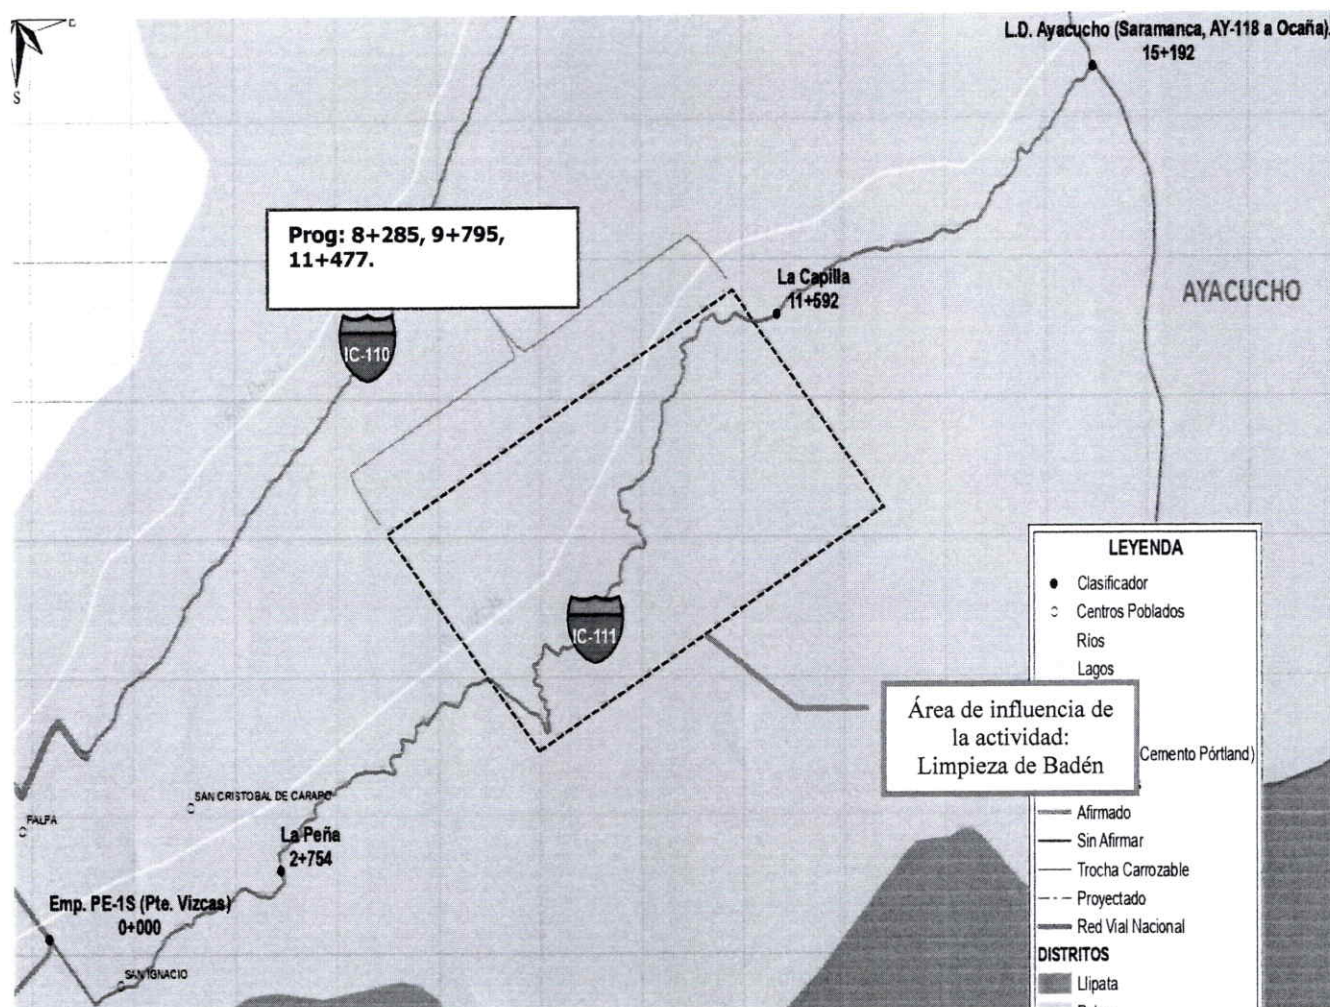 S
L.D. Ayacucho (Saramanca, AY-118 a Ocaña).
15+192
Prog: 8+285, 9+795,
11+477.
La Capilla
11+592
AYACUCHO
IC-110
IC-111
LEYENDA
Clasificador
Centros Poblados
Ríos
Lagos
Área de influencia de
la actividad:
Limpieza de Badén
Cemento Pórtland)
Afirmado
Sin Afirmar
Trocha Carrozable
Proyectado
Red Vial Nacional
DISTRITOS
Llipata
SAN CRISTOBAL DE CARAPO
PALPA
La Peña
2+754
Emp. PE-1S (Pte. Vizcas)
0+000
SAN IGNACIO